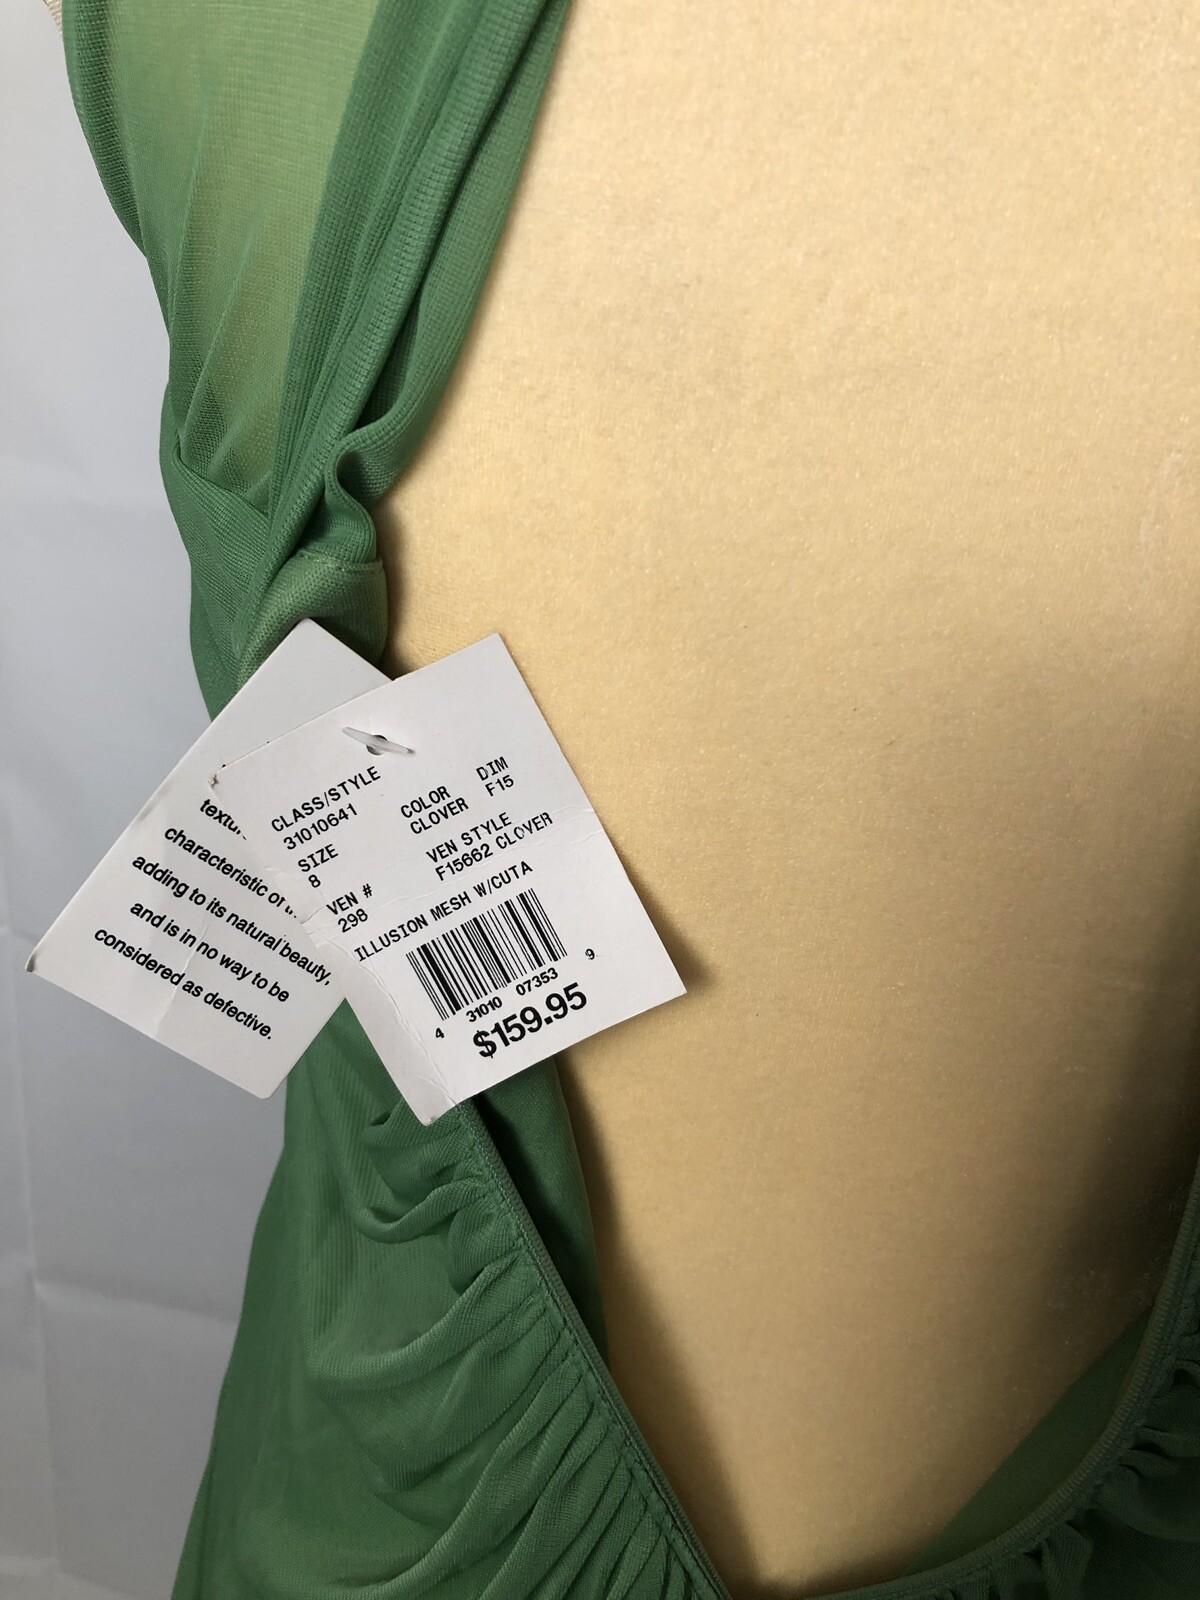 textu
characteristic of
adding to its natural beauty,
and is in no way to be
considered as defective.
CLASS/STYLE
31010641
COLOR DIM
CLOVER F15
SIZE
8
VEN STYLE
F15662 CLOVER
VEN #
298
ILLUSION MESH W/CUTA
4 31010 07353 9
$159.95